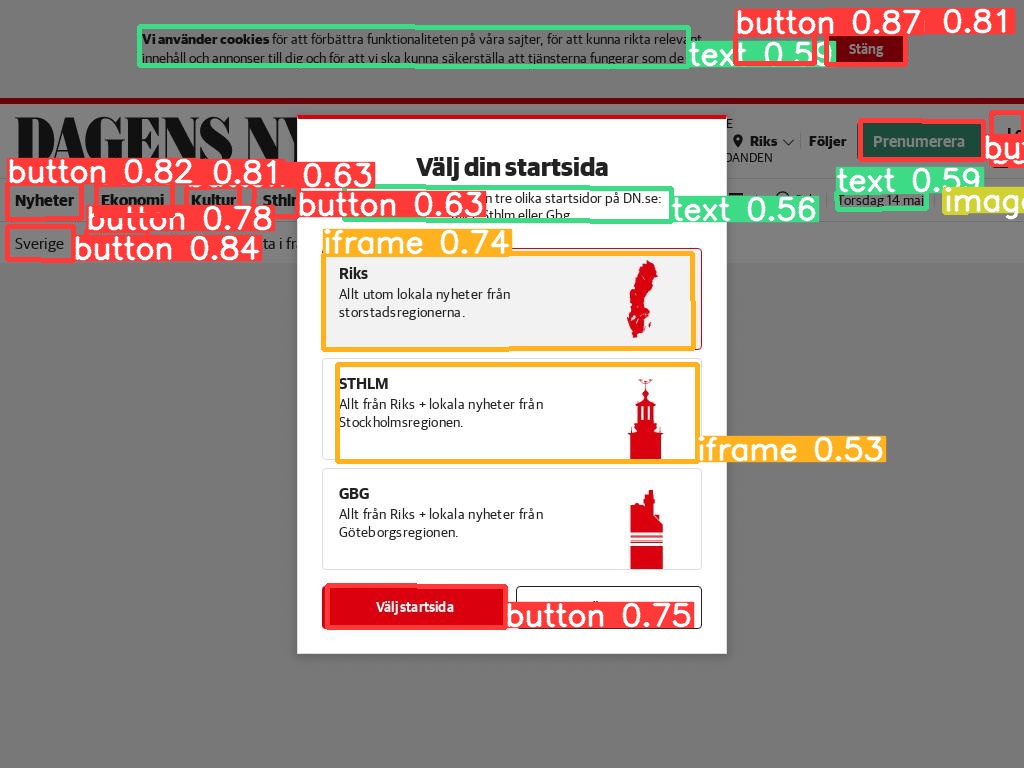 button 0.87 0.81
Vi använder cookies för att förbättra funktionaliteten på våra sajter, för att kunna rikta relevant
text 0.59
Stäng
innehåll och annonser till dig och för att vi ska kunna säkerställa att tjänsterna fungerar som de
DAGENS NY
Riks
Följer
Prenumerera
Välj din startsida
DANDEN
button 0.82 0.81 0.63
text 0.59
Nyheter
Ekonomi
Kultur
Sthl
button 0.63
n tre olika startsidor på DN.se:
Sthlm eller Gbg
text 0.56
Torsdag 14 maj
image
button 0.78
Sverige
button 0.84
ta i fr
iframe 0.74
Riks
Allt utom lokala nyheter från
storstadsregionerna.
STHLM
Allt från Riks + lokala nyheter från
Stockholmsregionen.
iframe 0.53
GBG
Allt från Riks + lokala nyheter från
Göteborgsregionen.
Välj startsida
button 0.75